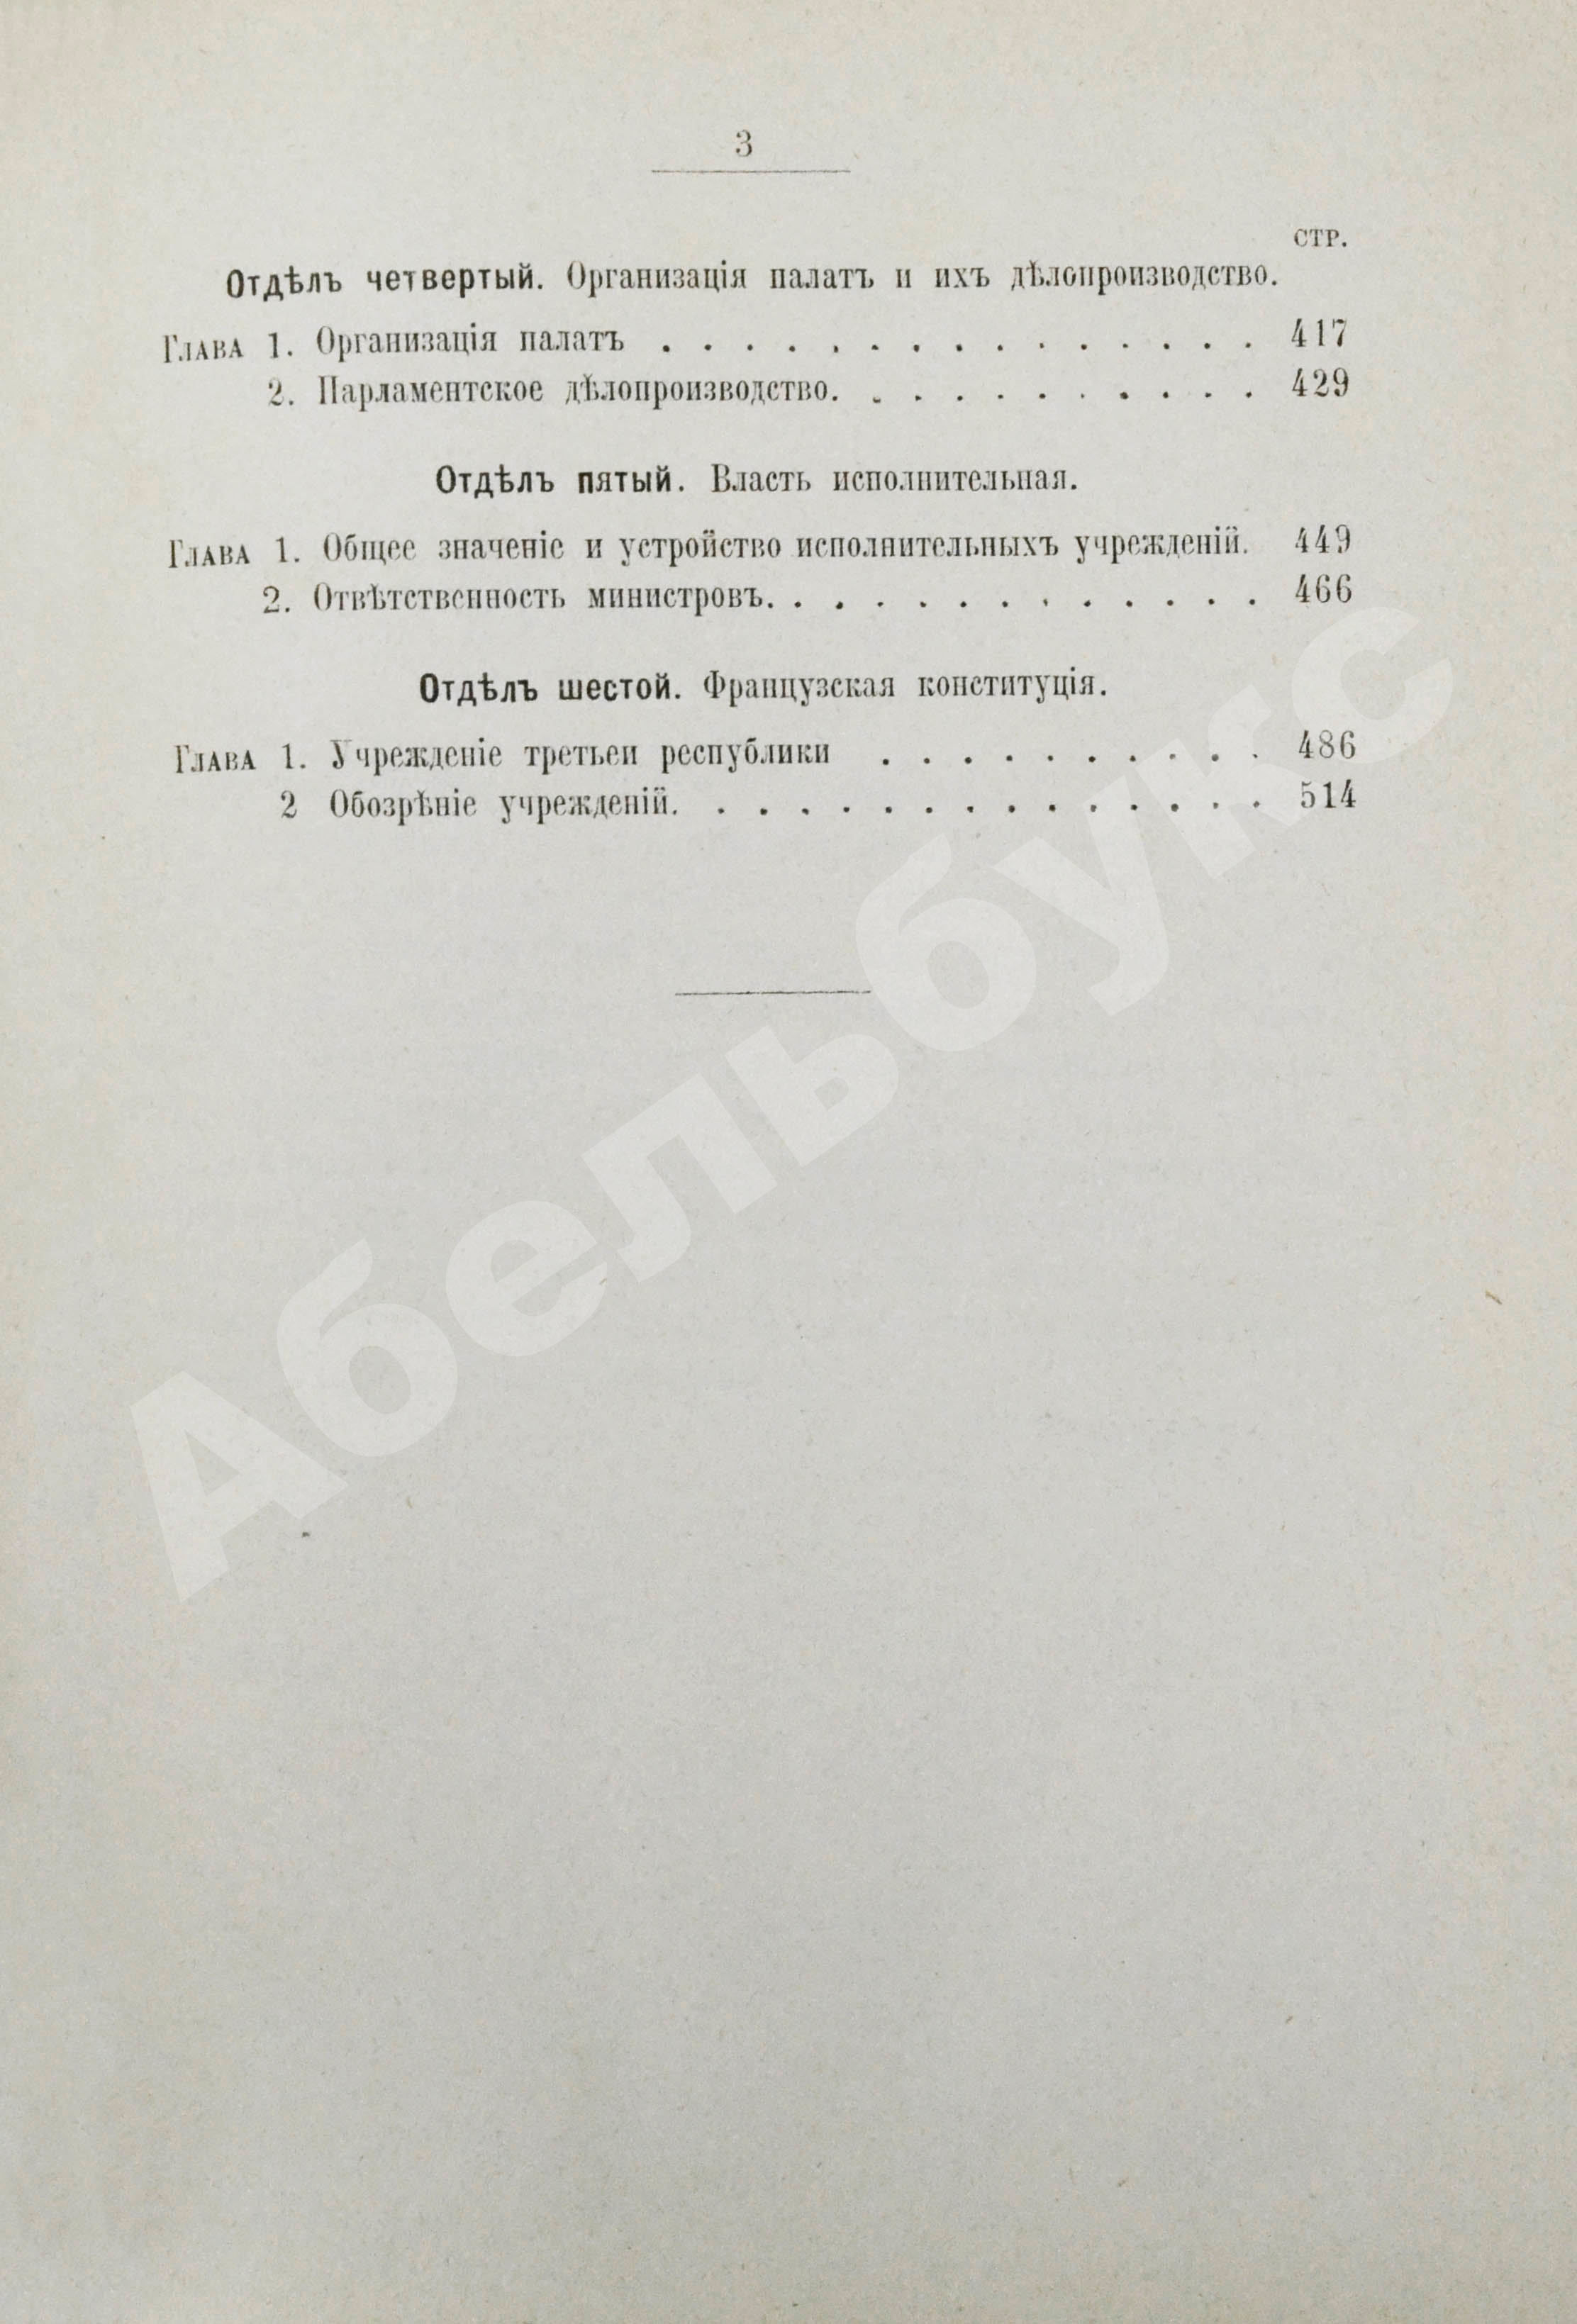 3
СТР.
Отдѣлъ четвертый. Организація палатъ и ихъ дѣлопроизводство.
Глава 1. Организація палатъ . . . . . . . . . . . . . . . 417
2. Парламентское дѣлопроизводство. . . . . . . . . . . 429
Отдѣлъ пятый. Власть исполнительная.
Глава 1. Общее значеніе и устройство исполнительныхъ учрежденій. 449
2. Отвѣтственность министровъ. . . . . . . . . . . . . 466
Отдѣлъ шестой. Французская конституція.
Глава 1. Учрежденіе третьей республики . . . . . . . . . . 486
2 Обозрѣніе учрежденій. . . . . . . . . . . . . . . 514
Абельбукс